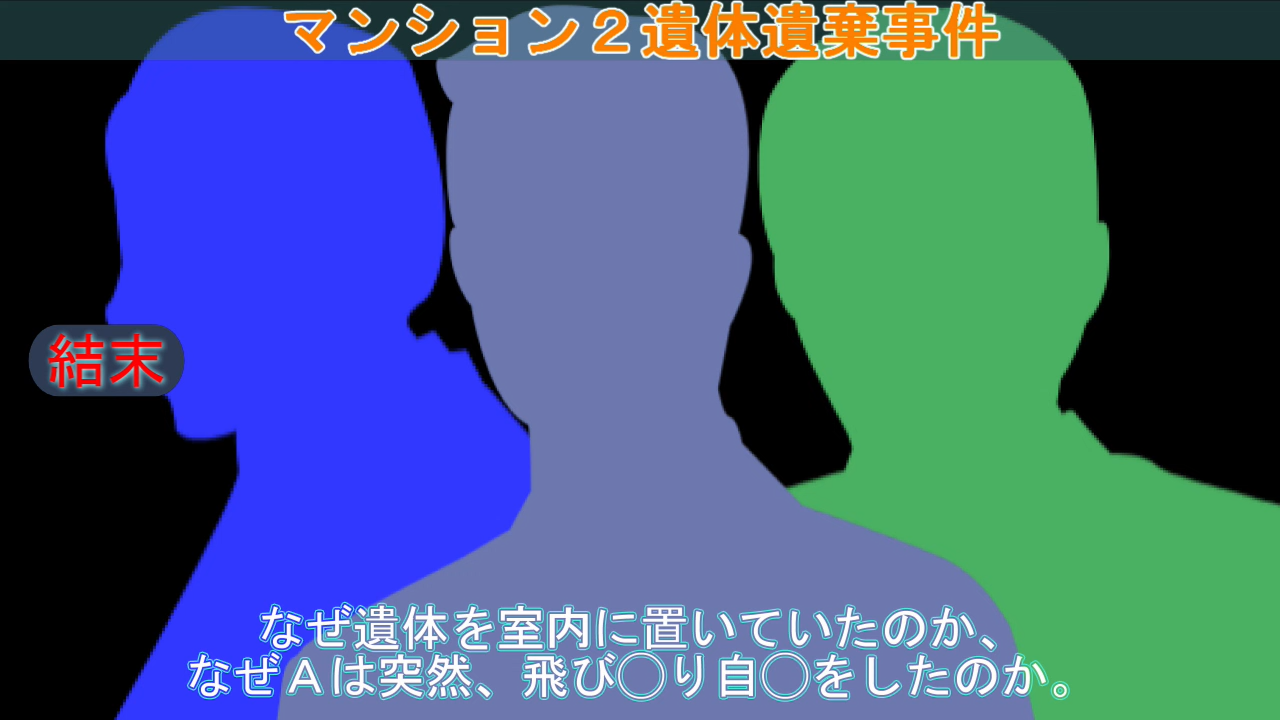 マンション２遺体遺棄事件
結末
なぜ遺体を室内に置いていたのか、
なぜＡは突然、飛び◯り自◯をしたのか。